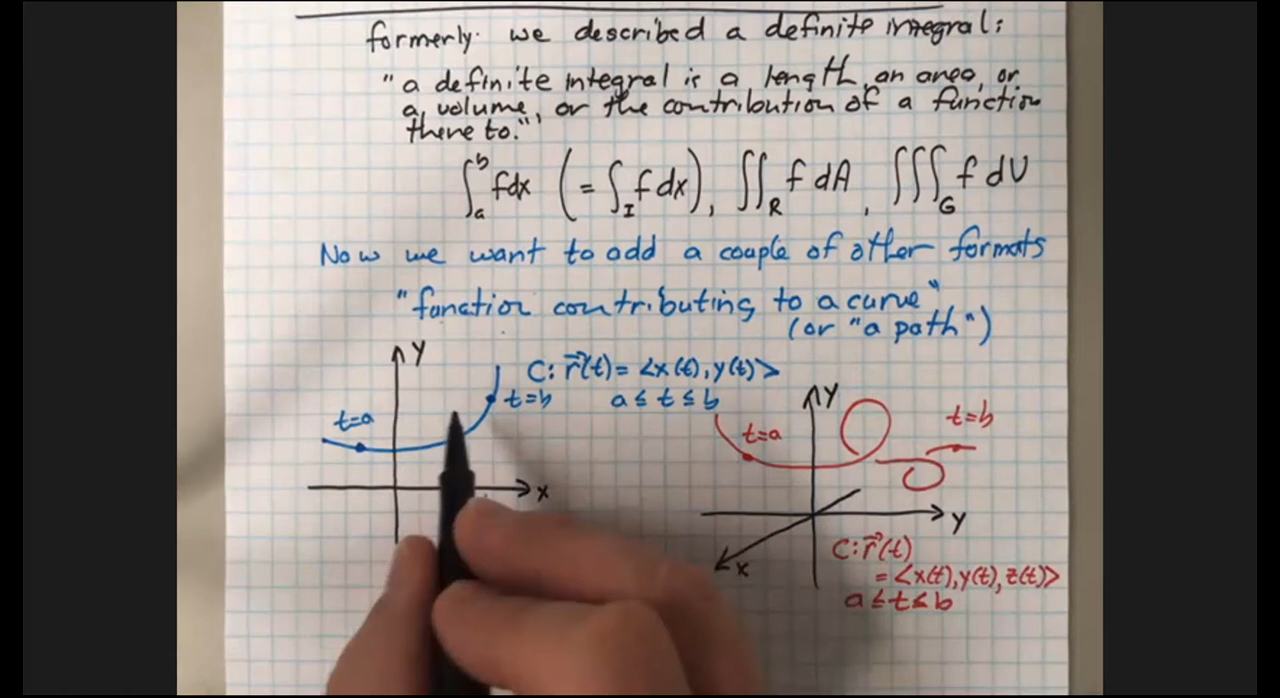 formerly: we described a definite integral:
"a definite integral is a length, an area, or
a volume, or the contribution of a function
there to."
∫_a^b fdx (= ∫_I f dx), ∬_R f dA, ∭_G f dV
Now we want to add a couple of other formats
"function contributing to a curve"
(or "a path")
y
C: r⃗(t) = <x(t), y(t)>
t=a
t=b
a ≤ t ≤ b
x
y
t=a
t=b
y
x
C: r⃗(t)
= <x(t), y(t), z(t)>
a ≤ t ≤ b